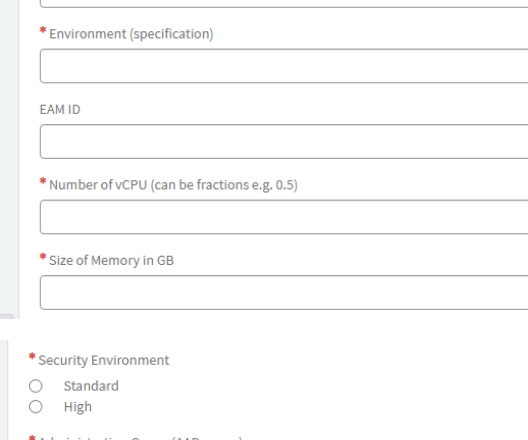 * Environment (specification)
EAM ID
* Number of vCPU (can be fractions e.g. 0.5)
* Size of Memory in GB
* Security Environment
Standard
High